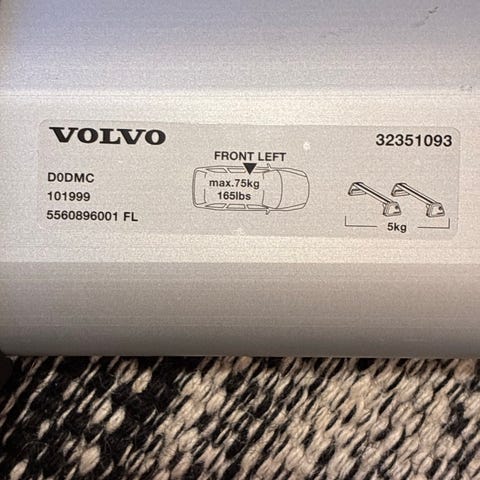 VOLVO
32351093
D0DMC
101999
5560896001 FL
FRONT LEFT
max.75kg
165lbs
5kg